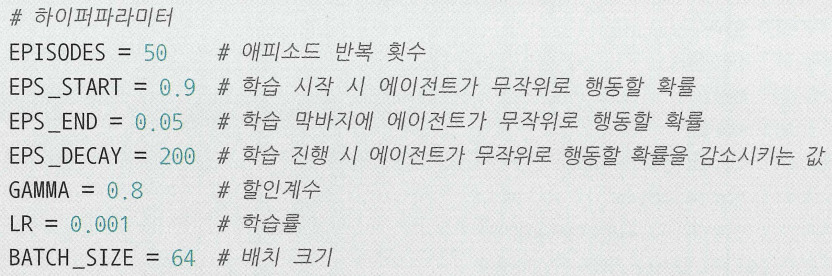 # 하이퍼파라미터
EPISODES = 50 # 애피소드 반복 횟수
EPS_START = 0.9 # 학습 시작 시 에이전트가 무작위로 행동할 확률
EPS_END = 0.05 # 학습 막바지에 에이전트가 무작위로 행동할 확률
EPS_DECAY = 200 # 학습 진행 시 에이전트가 무작위로 행동할 확률을 감소시키는 값
GAMMA = 0.8 # 할인계수
LR = 0.001 # 학습률
BATCH_SIZE = 64 # 배치 크기